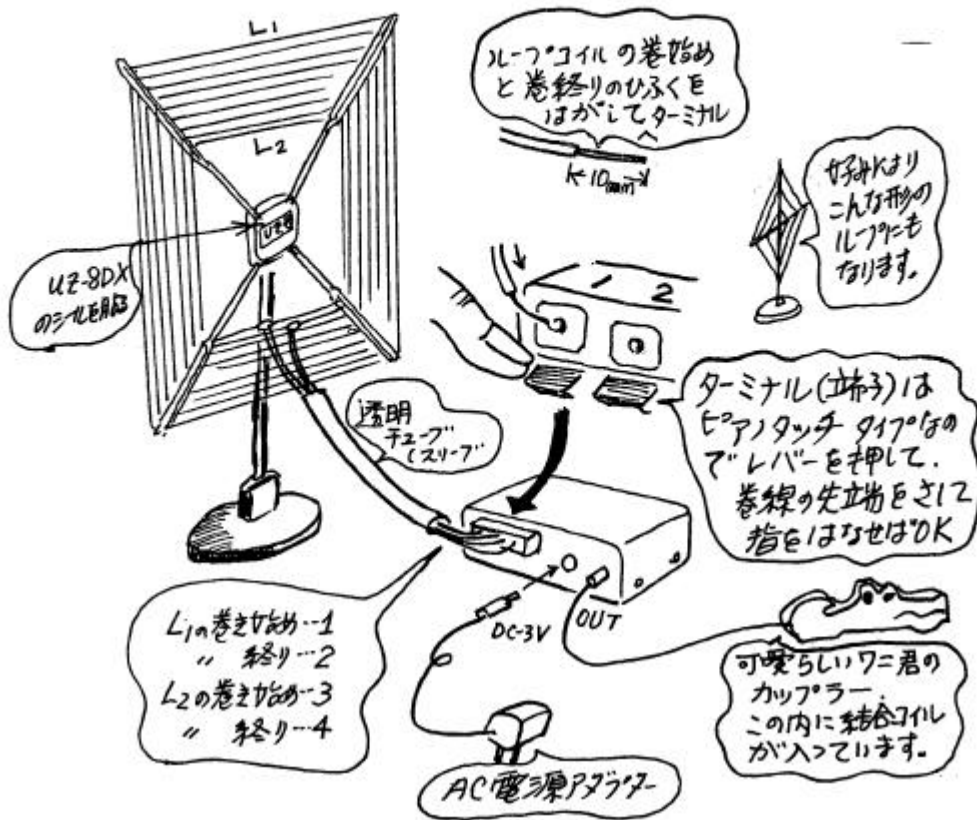 L1
L2
ループコイルの巻始め
と巻終りのひふくを
はがしてターミナル
へ
10mm
好みによりに
こんな形の
ループにも
なります。
UZ-8DX
のシールを貼る
1 2
透明
チューブ
(スリーブ
ターミナル(端子)は
ピアノタッチタイプなの
でレバーを押して、
巻線の先端をさして
指をはなせばOK
L1の巻き始め…1
〃 終り…2
L2の巻き始め…3
〃 終り…4
DC-3V
OUT
AC電源アダプター
可愛らしいワニ君の
カップラー.
この内に結合コイル
が入っています。